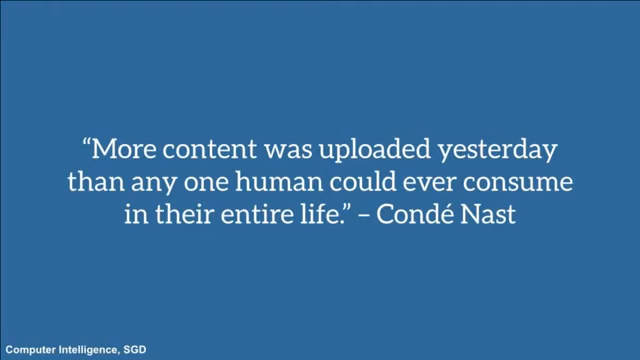 “More content was uploaded yesterday
than any one human could ever consume
in their entire life.” – Condé Nast
Computer Intelligence, SGD